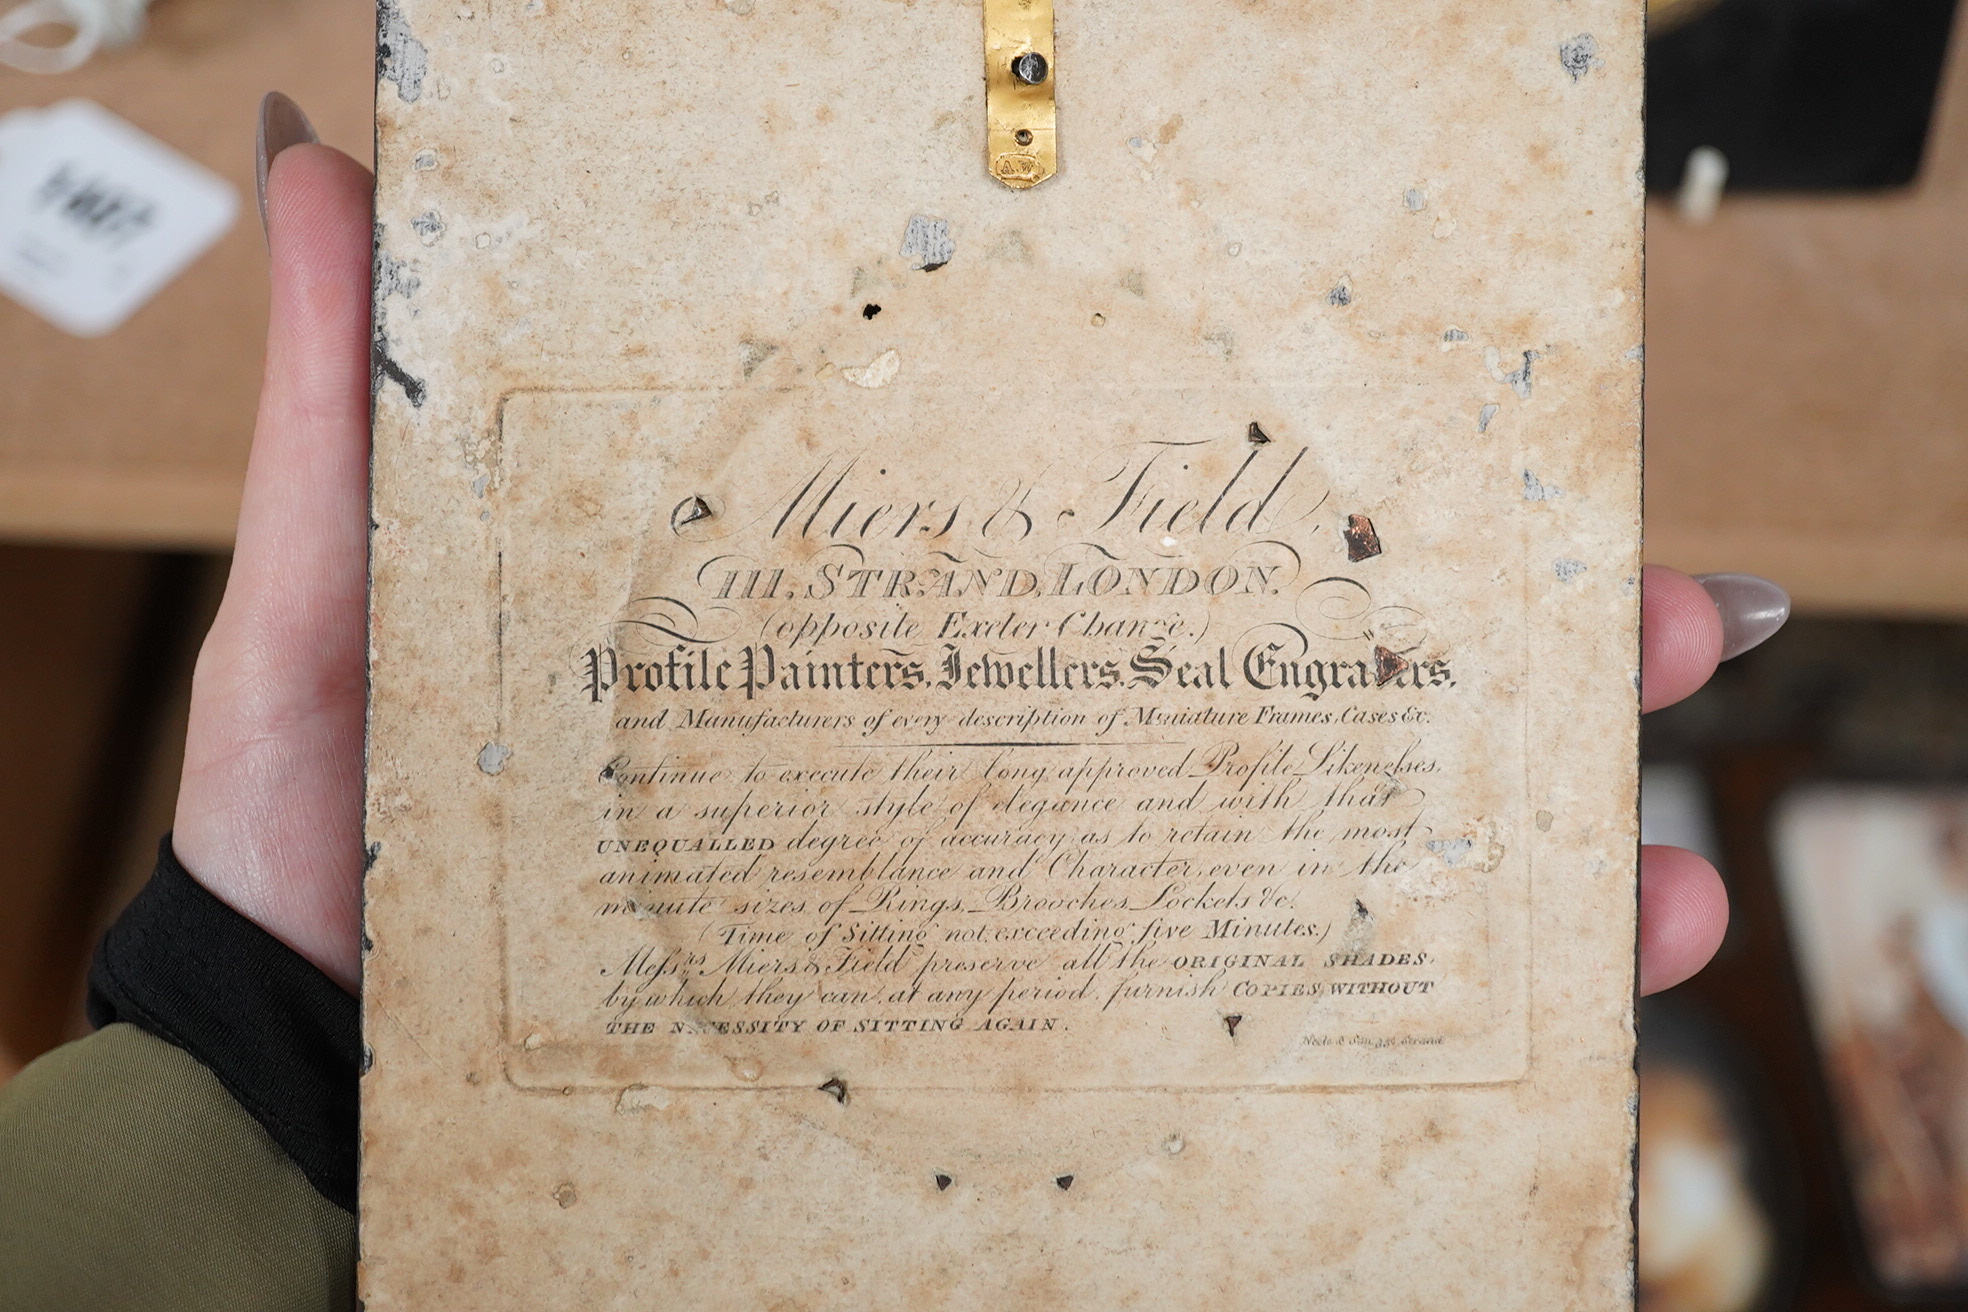 A.W.
Miers & Field,
111, STRAND, LONDON.
(opposite Exeter Change.)
Profile Painters, Jewellers, Seal Engravers,
and Manufacturers of every description of Miniature Frames, Cases &c.
Continue to execute their long approved Profile Likenesses,
in a superior style of elegance and with that
UNEQUALLED degree of accuracy as to retain the most
animated resemblance and Character, even in the
minute sizes of Rings, Brooches, Lockets &c.
(Time of Sitting not exceeding five Minutes.)
Messrs Miers & Field preserve all the ORIGINAL SHADES,
by which they can, at any period, furnish COPIES WITHOUT
THE NECESSITY OF SITTING AGAIN.
Strand